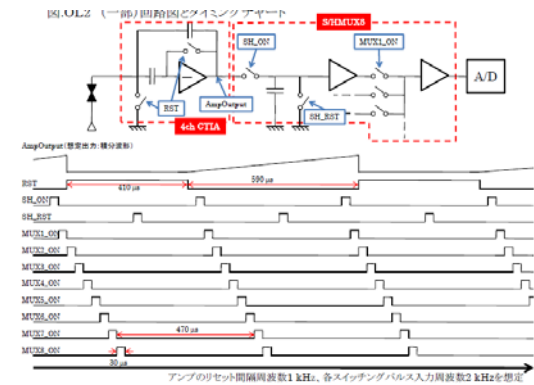 図.OL2 (一部)回路図とタイミングチャート
S/HMUX8
SH_ON
MUX1_ON
A/D
RST
AmpOutput
SH_RST
4ch CTIA
AmpOutput(想定出力:積分波形)
RST
410 μs
590 μs
SH_ON
SH_RST
MUX1_ON
MUX2_ON
MUX3_ON
MUX4_ON
MUX5_ON
MUX6_ON
MUX7_ON
470 μs
MUX8_ON
30 μs
アンプのリセット間隔周波数1 kHz、各スイッチングパルス入力周波数2 kHzを想定